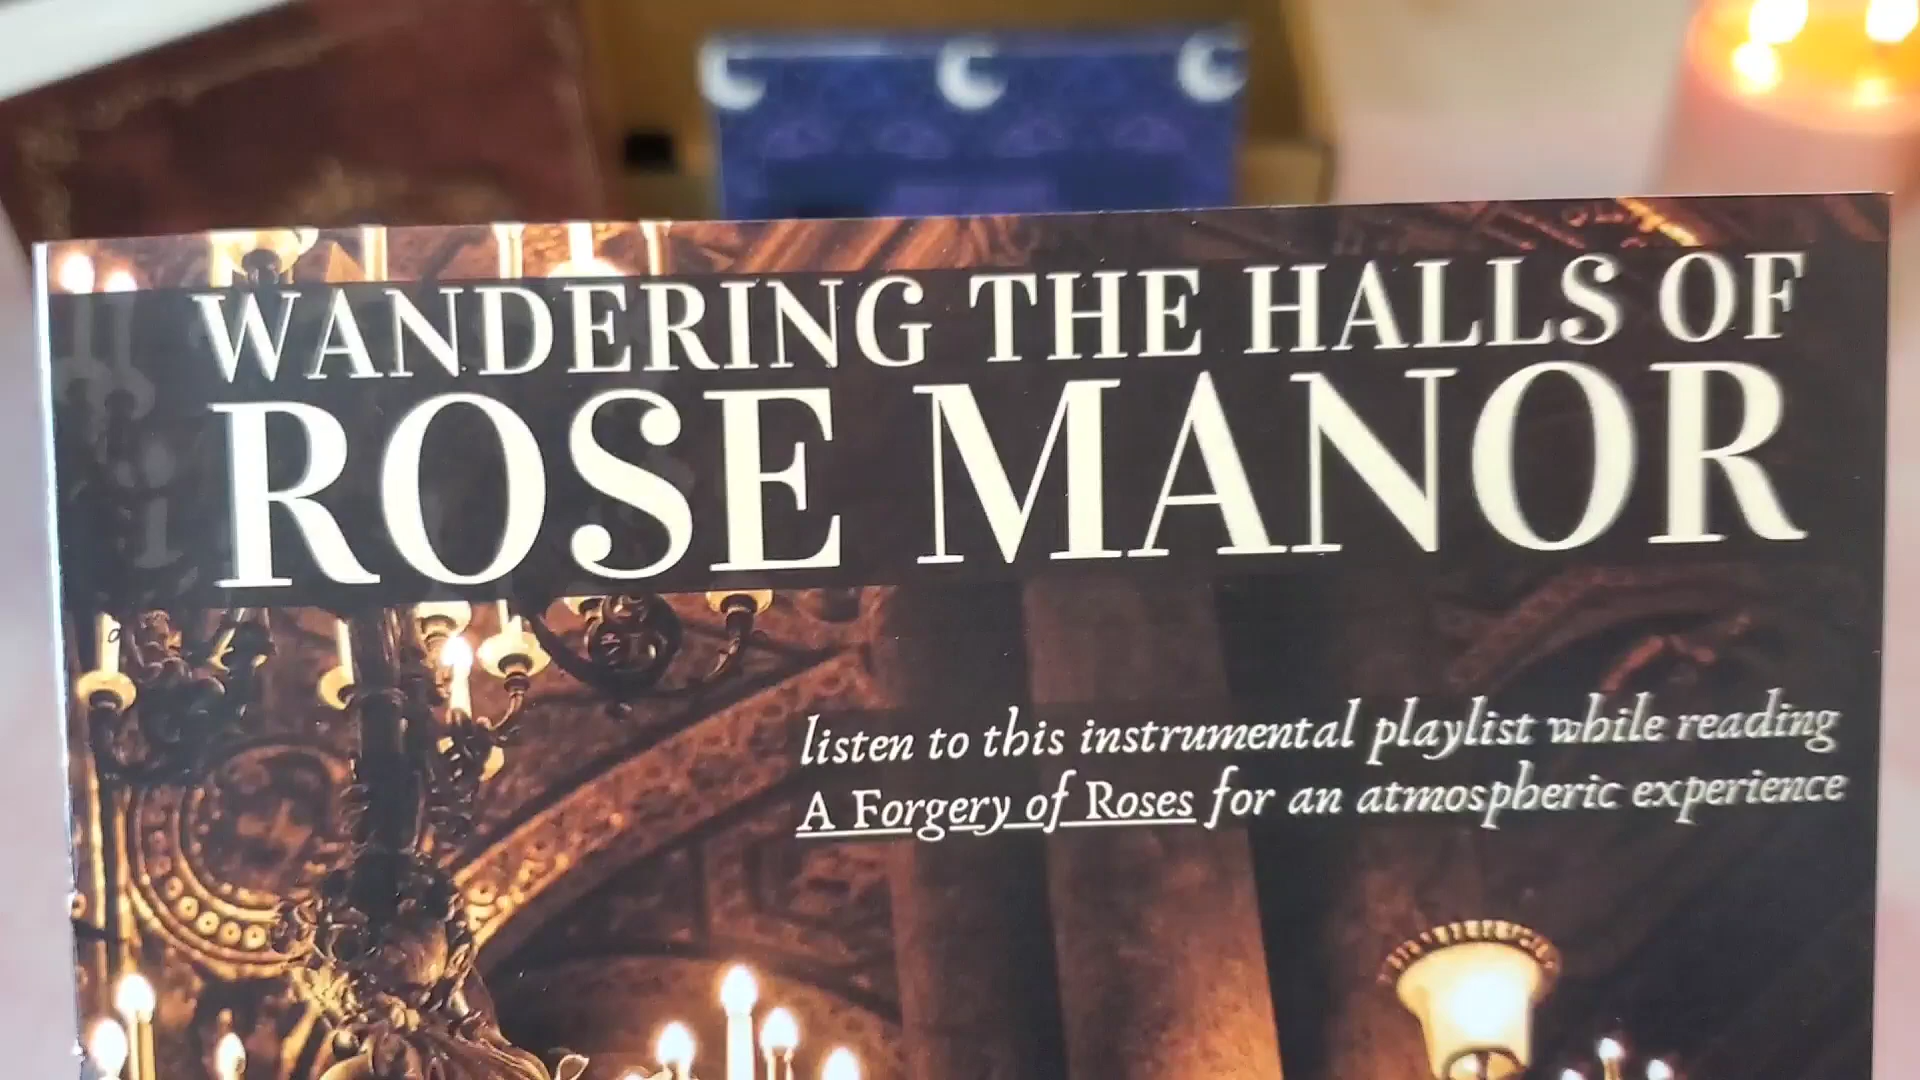 WANDERING THE HALLS OF
ROSE MANOR
listen to this instrumental playlist while reading
A Forgery of Roses for an atmospheric experience